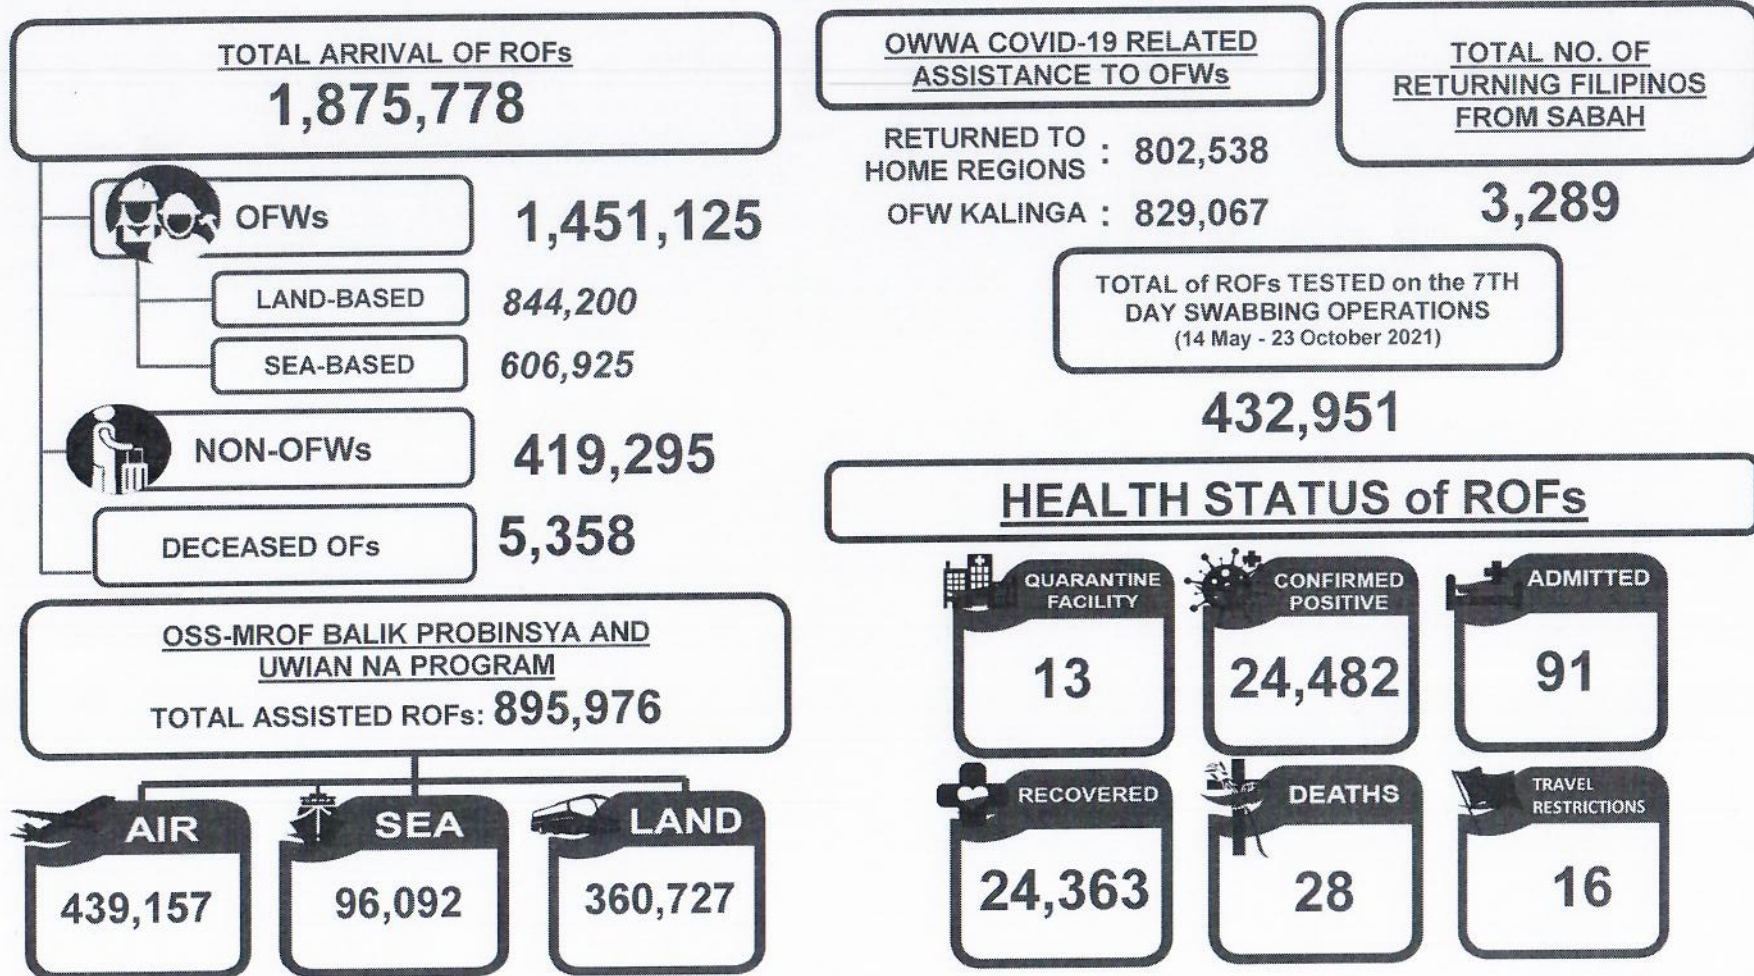 TOTAL ARRIVAL OF ROFs
1,875,778
OFWs
1,451,125
LAND-BASED
844,200
SEA-BASED
606,925
NON-OFWs
419,295
DECEASED OFs
5,358
OSS-MROF BALIK PROBINSYA AND
UWIAN NA PROGRAM
TOTAL ASSISTED ROFs: 895,976
AIR
439,157
SEA
96,092
LAND
360,727
OWWA COVID-19 RELATED
ASSISTANCE TO OFWs
RETURNED TO
HOME REGIONS : 802,538
OFW KALINGA : 829,067
TOTAL NO. OF
RETURNING FILIPINOS
FROM SABAH
3,289
TOTAL of ROFs TESTED on the 7TH
DAY SWABBING OPERATIONS
(14 May - 23 October 2021)
432,951
HEALTH STATUS of ROFs
QUARANTINE
FACILITY
13
CONFIRMED
POSITIVE
24,482
ADMITTED
91
RECOVERED
24,363
DEATHS
28
TRAVEL
RESTRICTIONS
16